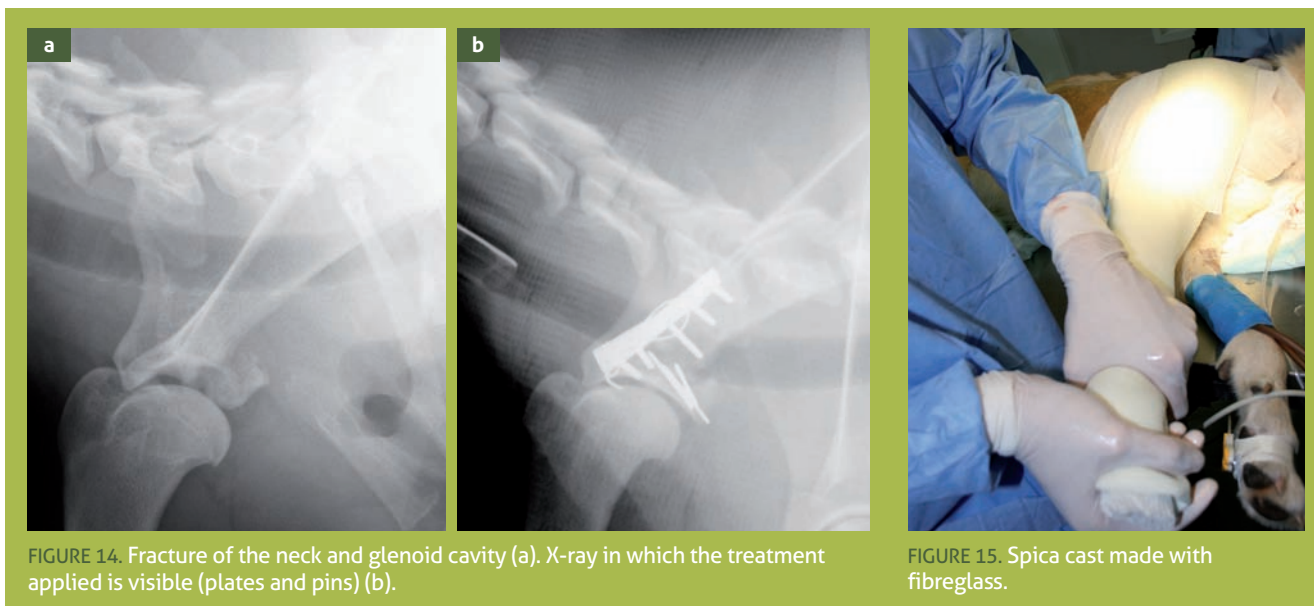 a
b
FIGURE 14. Fracture of the neck and glenoid cavity (a). X-ray in which the treatment
applied is visible (plates and pins) (b).
FIGURE 15. Spica cast made with
fibreglass.